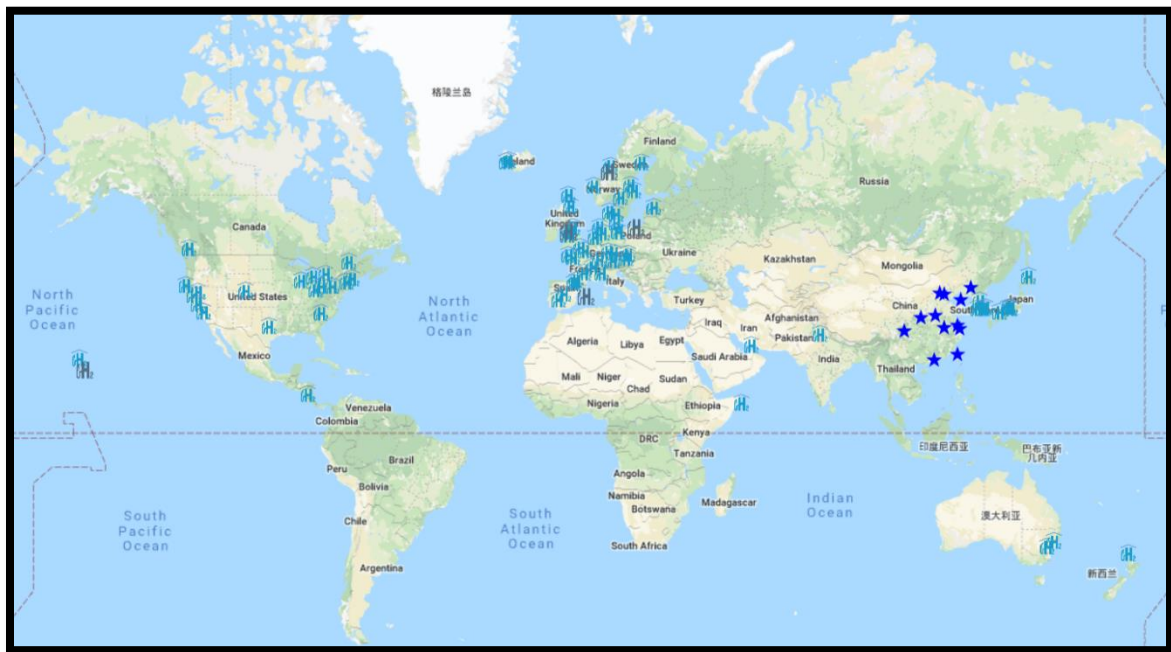 格陵兰岛
Finland
Iceland
Sweden
Norway
Russia
United
Kingdom
Canada
Poland
Ukraine
Kazakhstan
Mongolia
France
Italy
Spain
Turkey
North
Pacific
Ocean
United States
North
Atlantic
Ocean
China
South
Japan
Afghanistan
Iraq
Iran
Pakistan
Algeria
Libya
Egypt
Saudi Arabia
India
Mexico
Mali
Niger
Chad
Sudan
Thailand
Nigeria
Ethiopia
Venezuela
Colombia
DRC
Kenya
Tanzania
印度尼西亚
巴布亚新
几内亚
Peru
Brazil
Bolivia
Angola
Namibia
Botswana
Madagascar
Indian
Ocean
South
Pacific
Ocean
Chile
South
Atlantic
Ocean
South Africa
Argentina
澳大利亚
新西兰